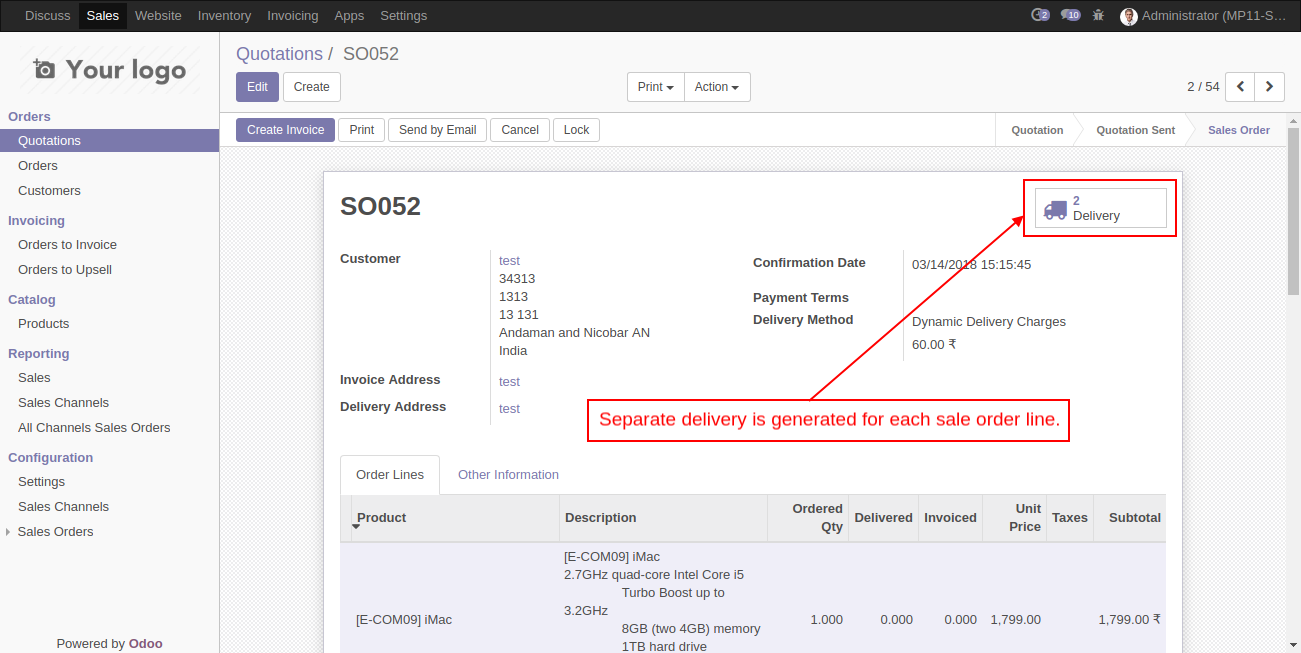 Discuss Sales Website Inventory Invoicing Apps Settings 2 10 Administrator (MP11-S...
Your logo
Orders
Quotations
Orders
Customers
Invoicing
Orders to Invoice
Orders to Upsell
Catalog
Products
Reporting
Sales
Sales Channels
All Channels Sales Orders
Configuration
Settings
Sales Channels
Sales Orders
Powered by Odoo
Quotations / SO052
Edit Create Print Action 2 / 54
Create Invoice Print Send by Email Cancel Lock Quotation Quotation Sent Sales Order
SO052
2
Delivery
Customer
test
34313
1313
13 131
Andaman and Nicobar AN
India
Invoice Address test
Delivery Address test
Confirmation Date 03/14/2018 15:15:45
Payment Terms
Delivery Method Dynamic Delivery Charges
60.00 ₹
Separate delivery is generated for each sale order line.
Order Lines Other Information
Product Description Ordered Qty Delivered Invoiced Unit Price Taxes Subtotal
[E-COM09] iMac
[E-COM09] iMac
2.7GHz quad-core Intel Core i5
Turbo Boost up to
3.2GHz
8GB (two 4GB) memory
1TB hard drive
1.000 0.000 0.000 1,799.00 1,799.00 ₹